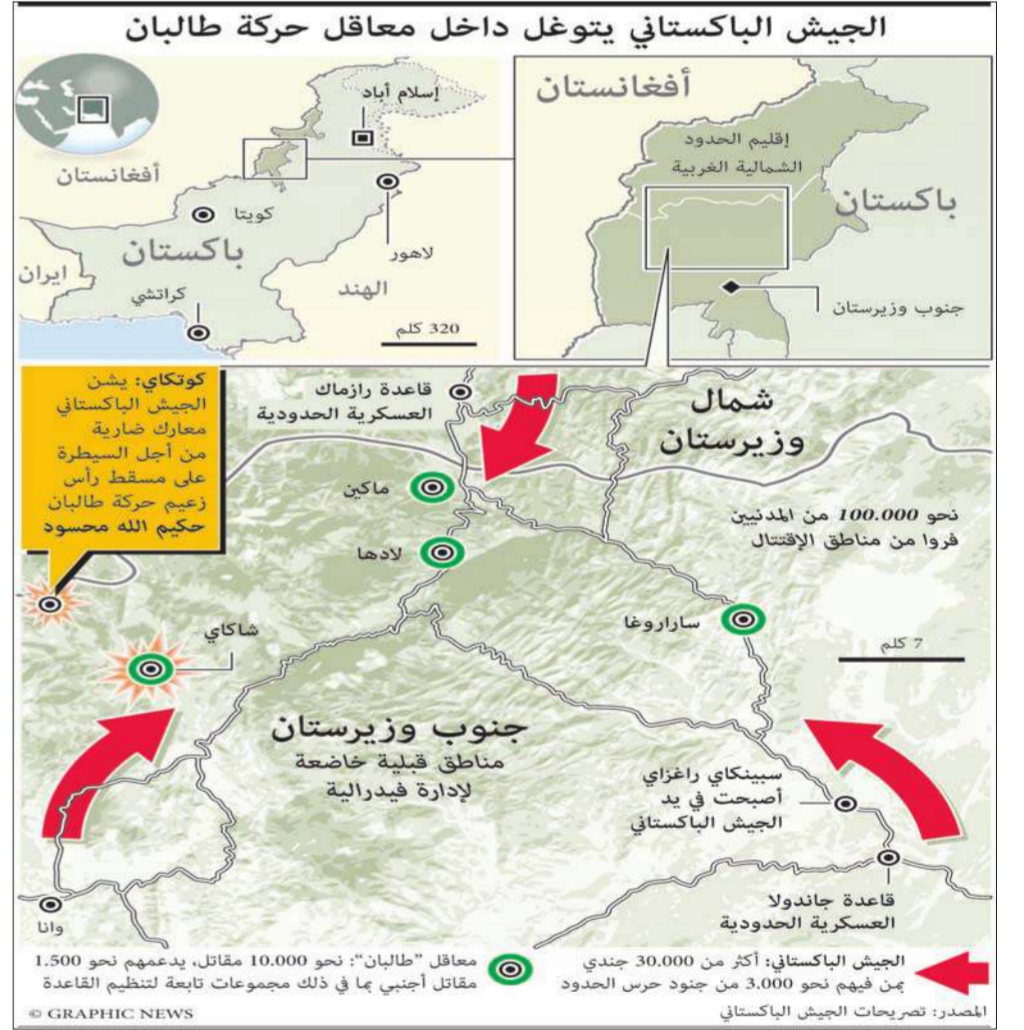 الجيش الباكستاني يتوغل داخل معاقل حركة طالبان
أفغانستان
إقليم الحدود
الشمالية الغربية
باكستان
جنوب وزيرستان
إسلام أباد
أفغانستان
كويتا
باكستان
لاهور
ايران
الهند
كراتشي
320 كلم
كوتكاي: يشن
الجيش الباكستاني
معارك ضارية
من أجل السيطرة
على مسقط رأس
زعيم حركة طالبان
حكيم الله محسود
قاعدة رازماك
العسكرية الحدودية
شمال
وزيرستان
ماكين
نحو 100.000 من المدنيين
فروا من مناطق الإقتتال
لادها
ساراروغا
شاكاي
7 كلم
جنوب وزيرستان
مناطق قبلية خاضعة
لإدارة فيدرالية
سبينكاي راغزاي
أصبحت في يد
الجيش الباكستاني
قاعدة جاندولا
العسكرية الحدودية
وانا
الجيش الباكستاني: أكثر من 30.000 جندي
بمن فيهم نحو 3.000 من جنود حرس الحدود
معاقل "طالبان": نحو 10.000 مقاتل، يدعمهم نحو 1.500
مقاتل أجنبي بما في ذلك مجموعات تابعة لتنظيم القاعدة
المصدر: تصريحات الجيش الباكستاني
© GRAPHIC NEWS